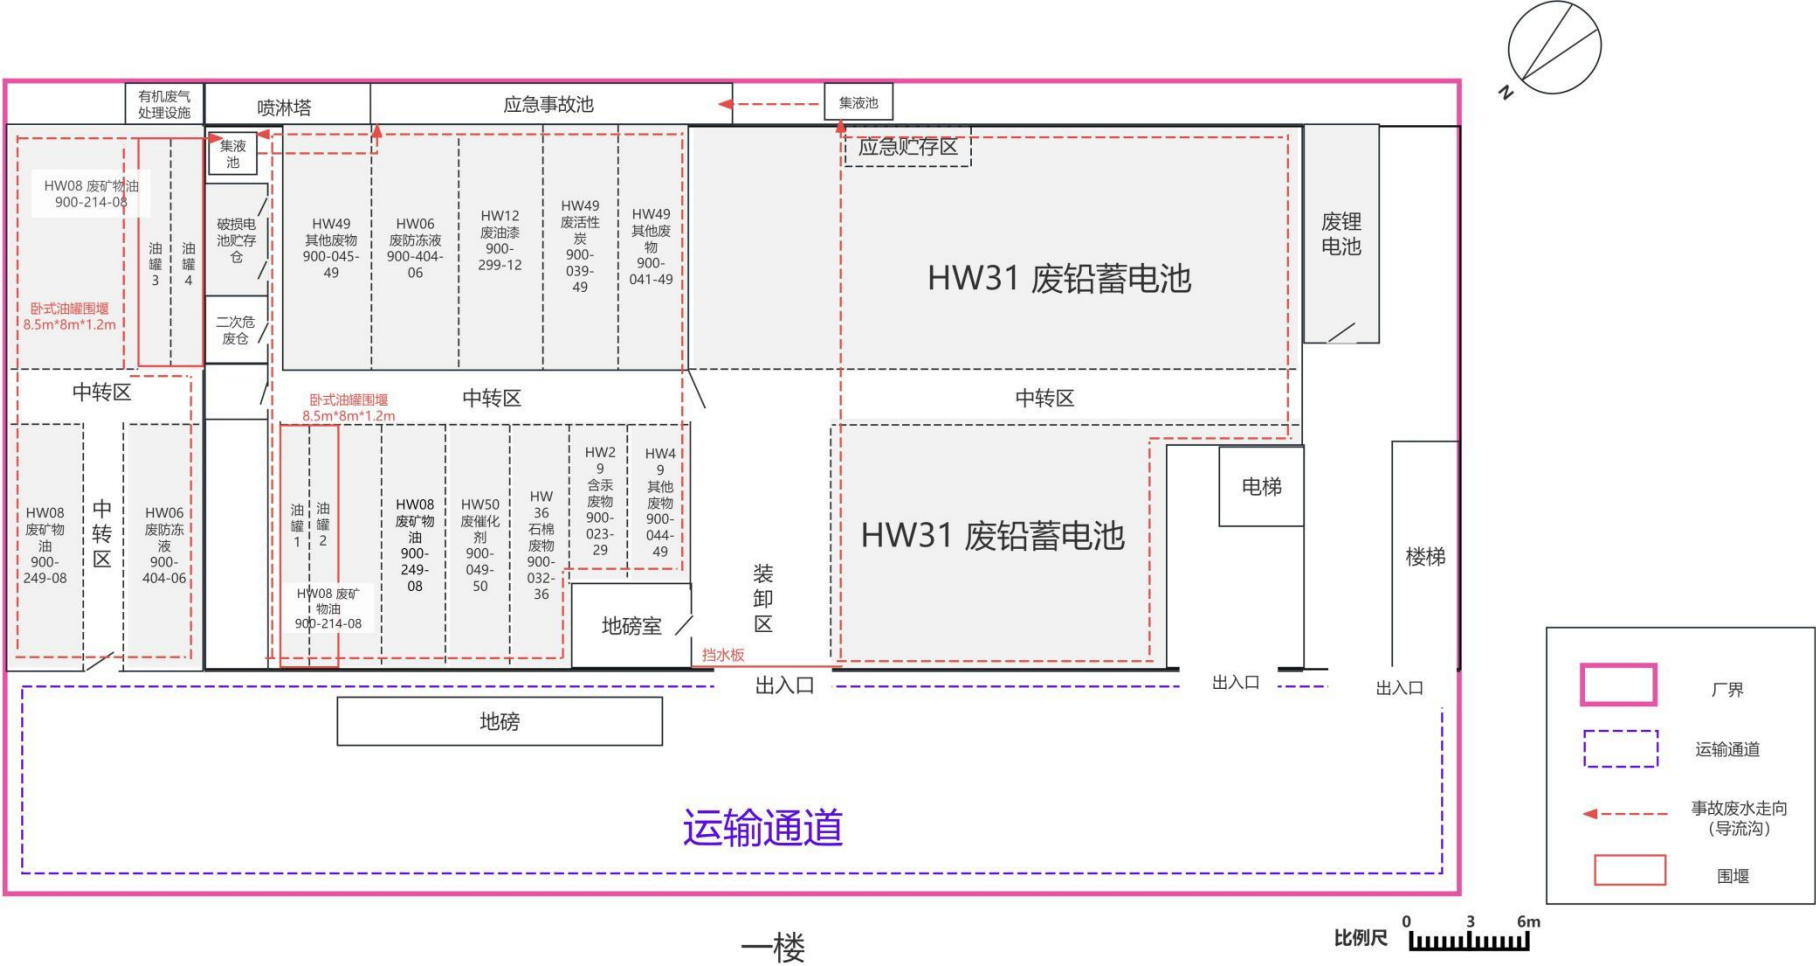 N
有机废气
处理设施
喷淋塔
应急事故池
集液池
集液
池
应急贮存区
HW08 废矿物油
900-214-08
油
罐
3
油
罐
4
卧式油罐围堰
8.5m*8m*1.2m
破损电
池贮存
仓
二次危
废仓
HW49
其他废物
900-045-
49
HW06
废防冻液
900-404-
06
HW12
废油漆
900-
299-12
HW49
废活性
炭
900-
039-
49
HW49
其他废
物
900-
041-49
HW31 废铅蓄电池
废锂
电池
中转区
中转区
中转区
卧式油罐围堰
8.5m*8m*1.2m
HW08
废矿物
油
900-
249-08
中
转
区
HW06
废防冻
液
900-
404-06
油
罐
1
油
罐
2
HW08 废矿
物油
900-214-08
HW08
废矿物
油
900-
249-
08
HW50
废催化
剂
900-
049-
50
HW
36
石棉
废物
900-
032-
36
HW2
9
含汞
废物
900-
023-
29
HW4
9
其他
废物
900-
044-
49
地磅室
装
卸
区
HW31 废铅蓄电池
电梯
楼梯
挡水板
出入口
出入口
出入口
地磅
运输通道
厂界
运输通道
事故废水走向
（导流沟）
围堰
一楼
比例尺
0 3 6m